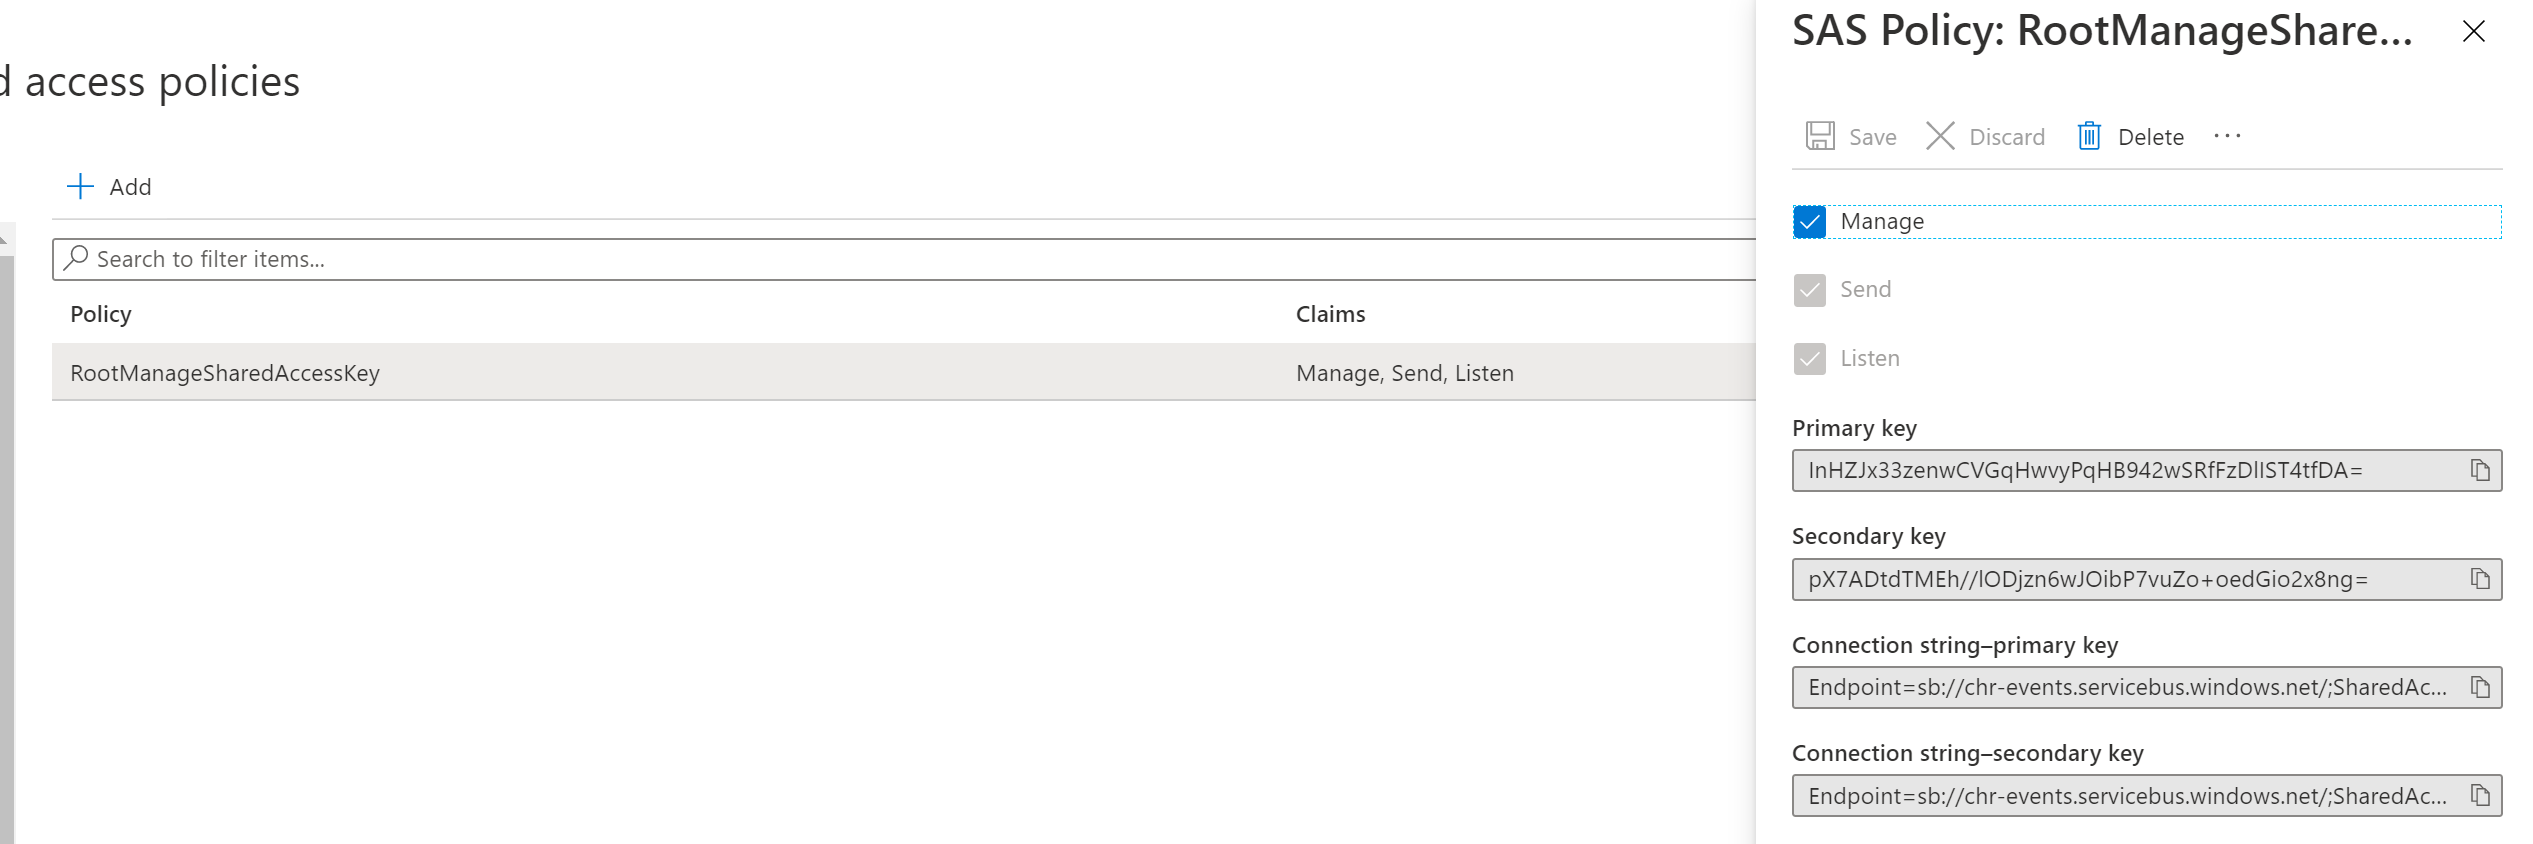 d access policies
Add
Search to filter items...
Policy Claims
RootManageSharedAccessKey Manage, Send, Listen
SAS Policy: RootManageShare...
Save Discard Delete ...
Manage
Send
Listen
Primary key
InHZJx33zenwCVGqHwvyPqHB942wSRfFzDlIST4tfDA=
Secondary key
pX7ADtdTMEh//lODjzn6wJOibP7vuZo+oedGio2x8ng=
Connection string–primary key
Endpoint=sb://chr-events.servicebus.windows.net/;SharedAc...
Connection string–secondary key
Endpoint=sb://chr-events.servicebus.windows.net/;SharedAc...